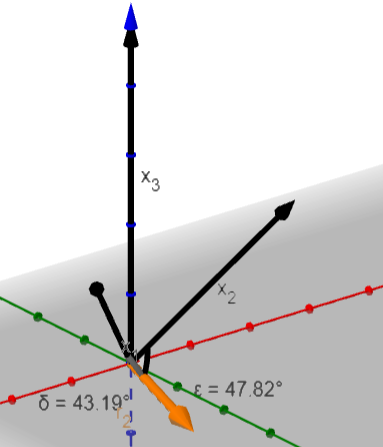 x₃
x₂
ε = 47.82°
δ = 43.19°